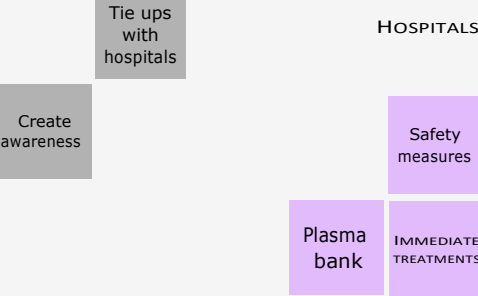 Tie ups
with
hospitals
HOSPITALS
Create
awareness
Safety
measures
Plasma
bank
IMMEDIATE
TREATMENTS